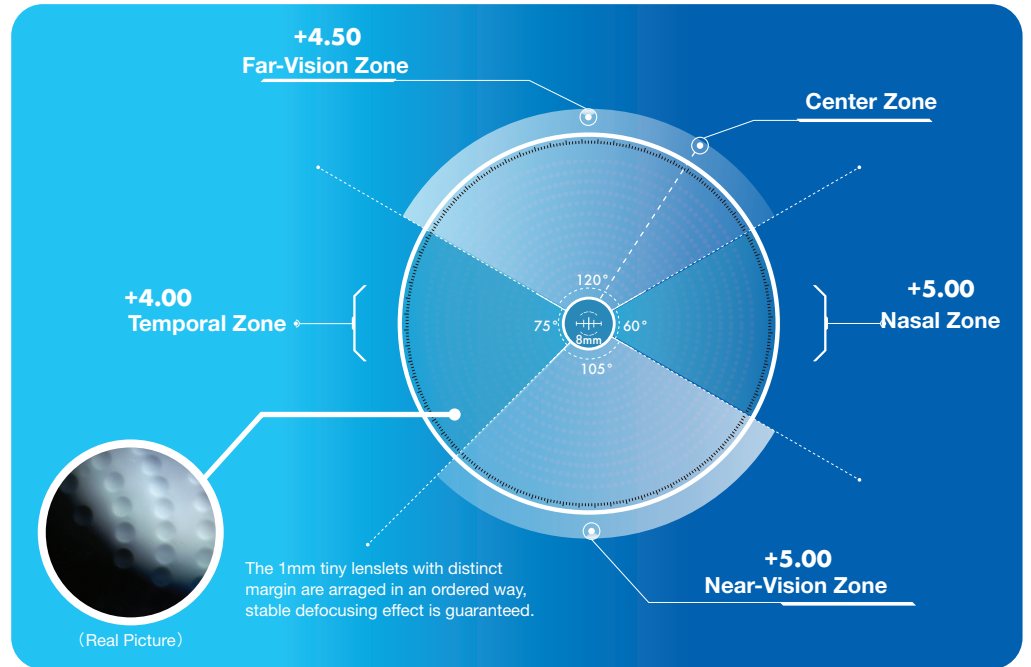 +4.50
Far-Vision Zone
Center Zone
120°
+4.00
Temporal Zone
75°
60°
8mm
105°
+5.00
Nasal Zone
The 1mm tiny lenslets with distinct
margin are arraged in an ordered way,
stable defocusing effect is guaranteed.
+5.00
Near-Vision Zone
(Real Picture)